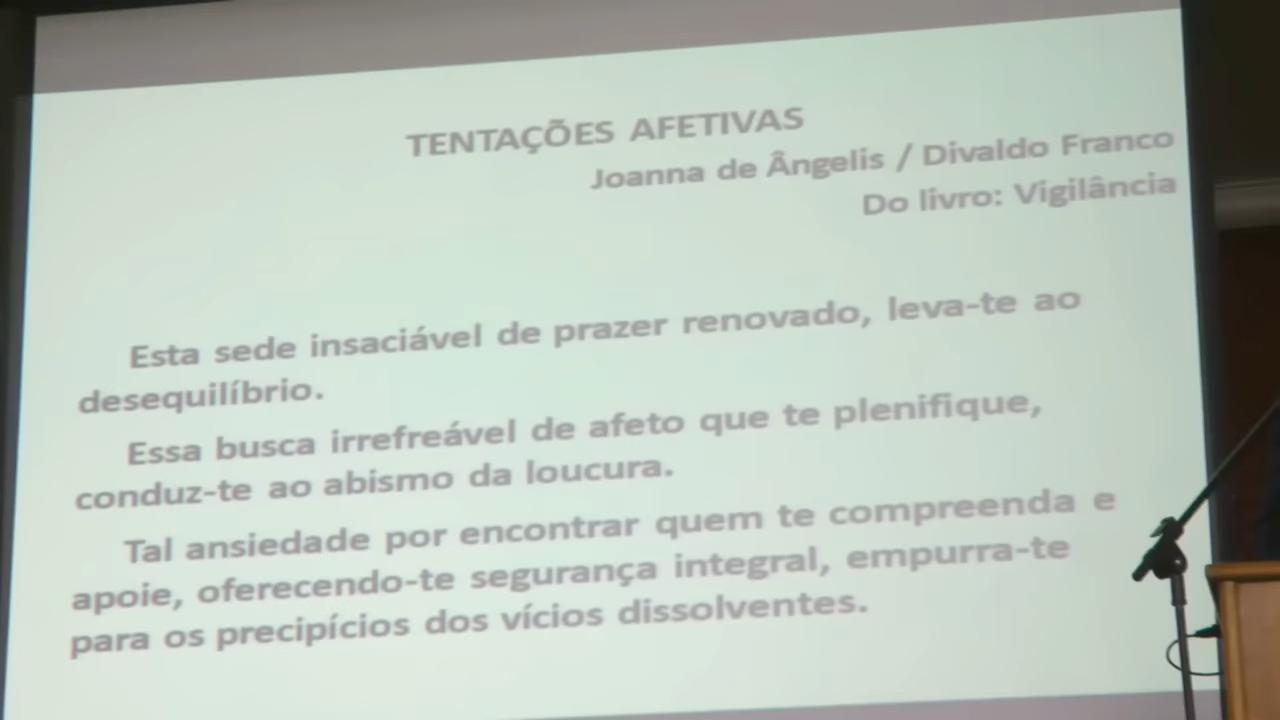 TENTAÇÕES AFETIVAS
Joanna de Ângelis / Divaldo Franco
Do livro: Vigilância
Esta sede insaciável de prazer renovado, leva-te ao
desequilíbrio.
Essa busca irrefreável de afeto que te plenifique,
conduz-te ao abismo da loucura.
Tal ansiedade por encontrar quem te compreenda e
apoie, oferecendo-te segurança integral, empurra-te
para os precipícios dos vícios dissolventes.